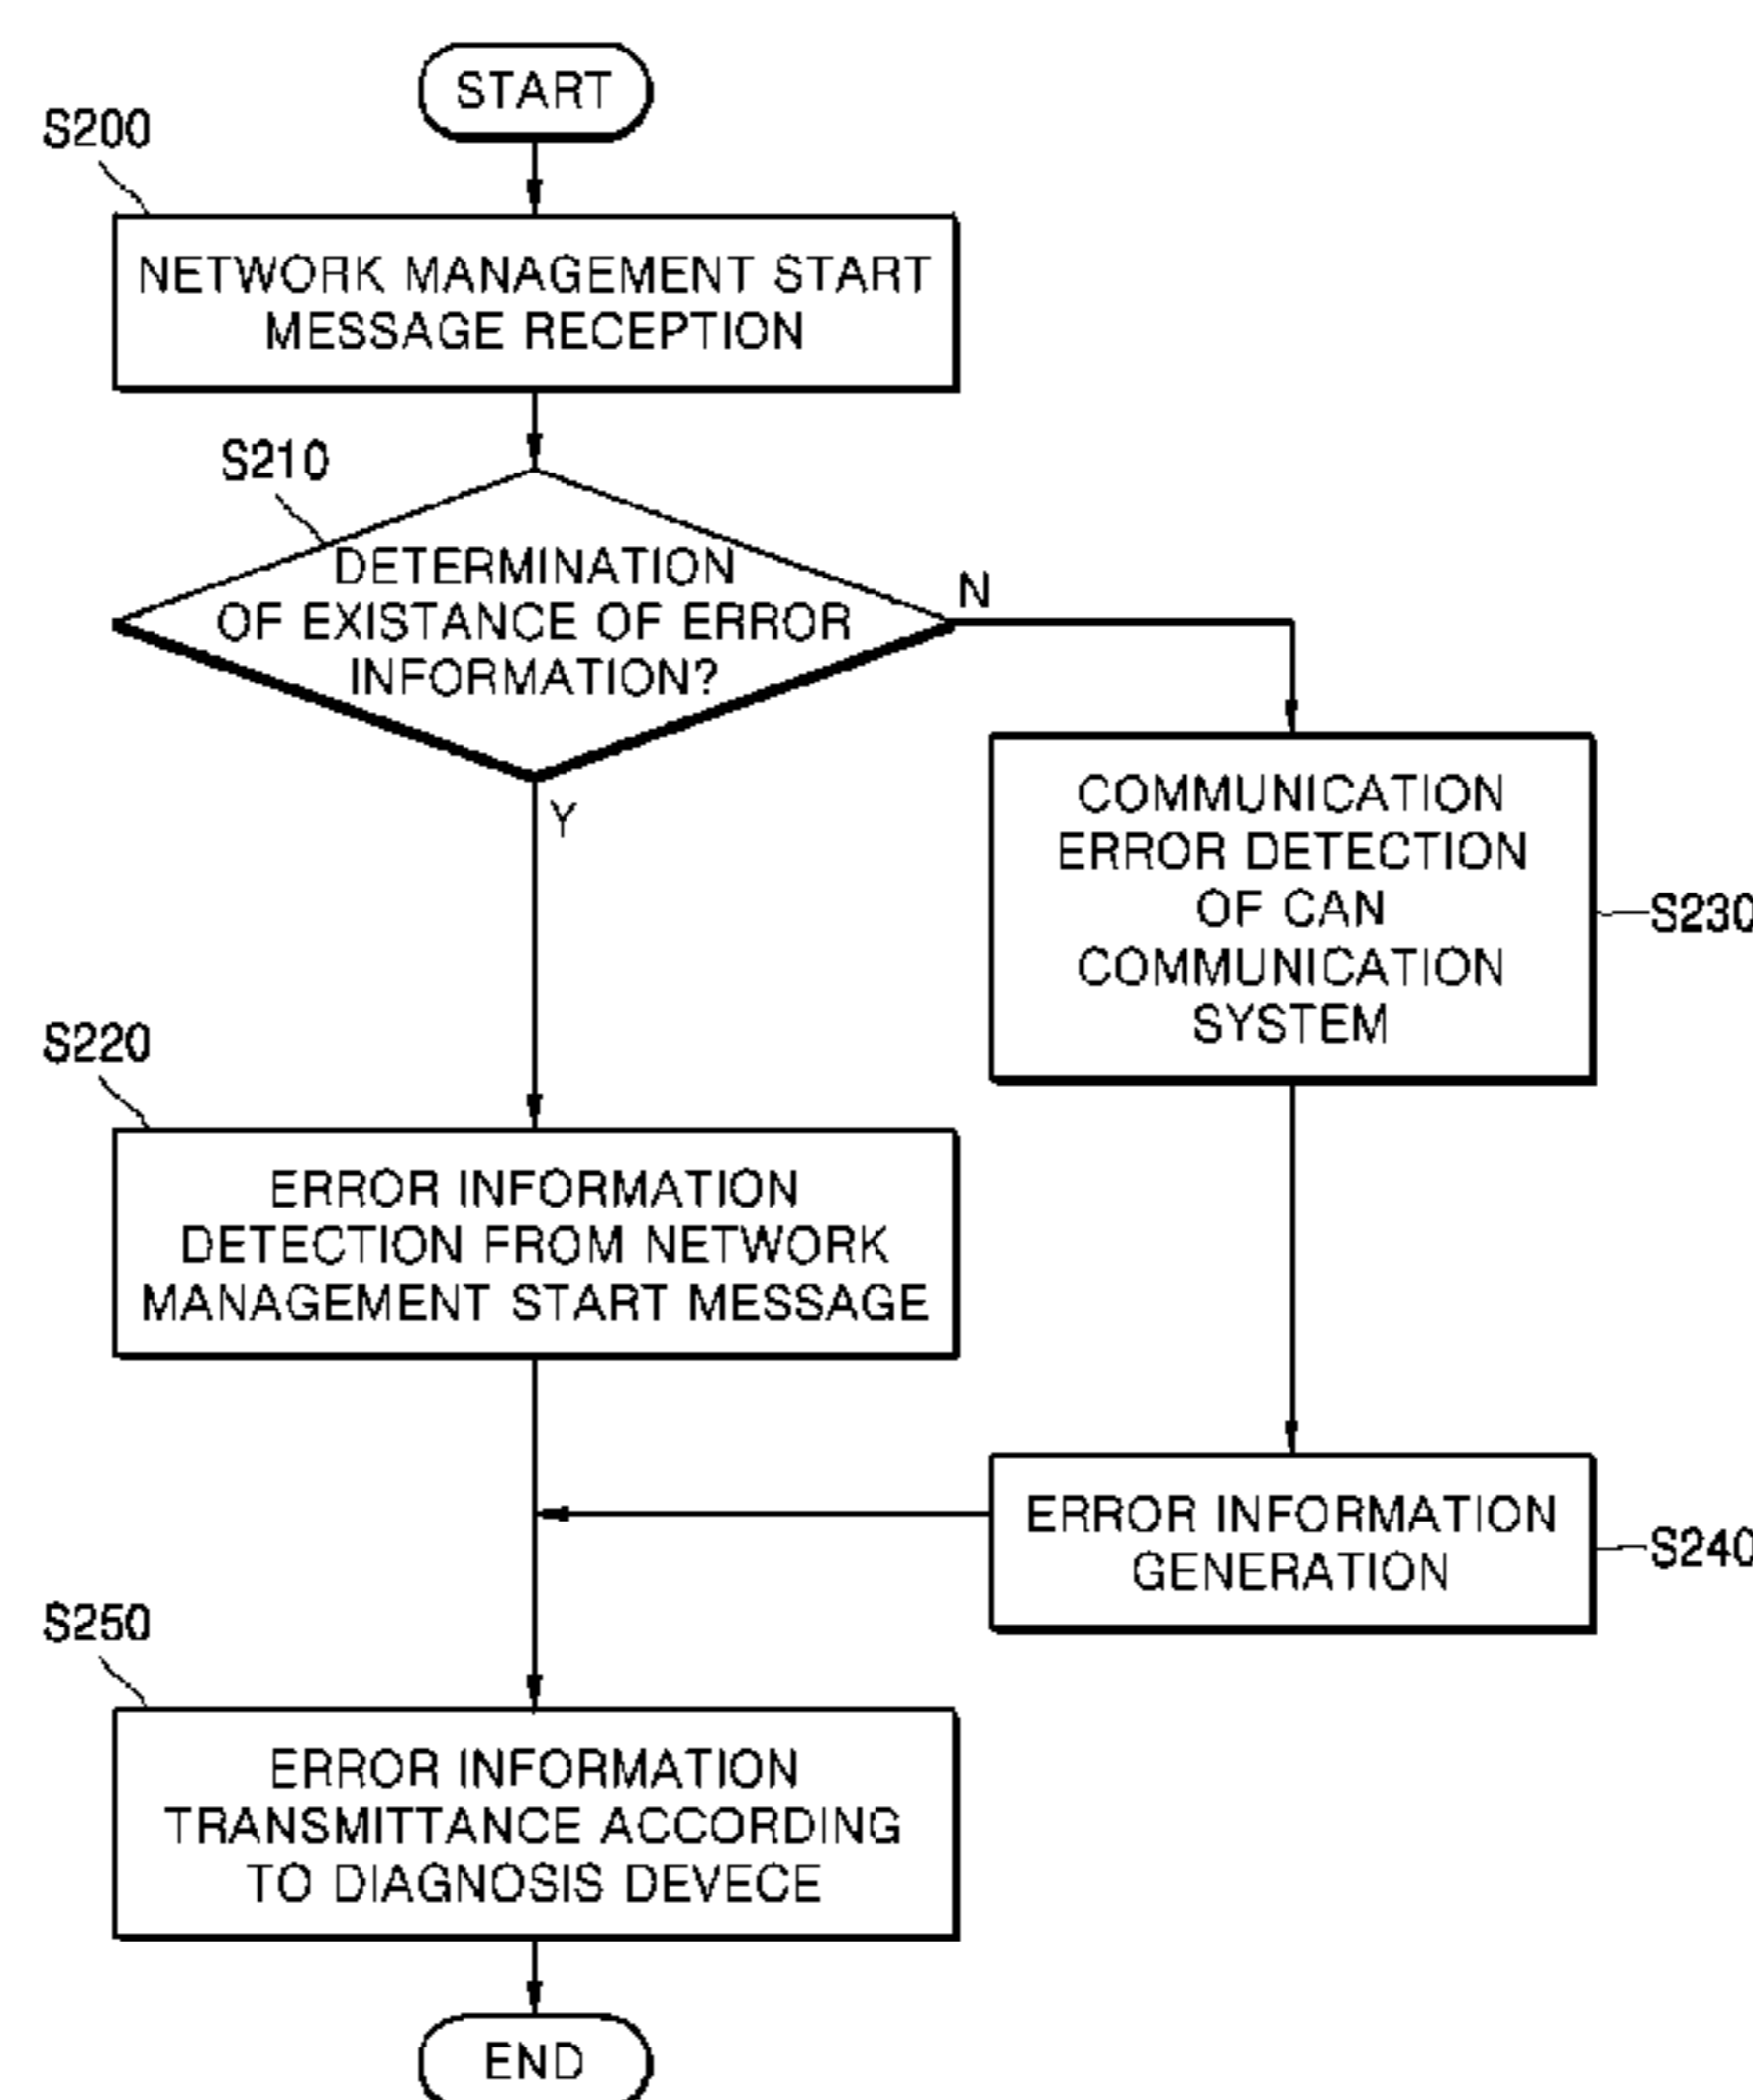 START
S200
NETWORK MANAGEMENT START
MESSAGE RECEPTION
S210
DETERMINATION
OF EXISTANCE OF ERROR
INFORMATION?
N
Y
COMMUNICATION
ERROR DETECTION
OF CAN
COMMUNICATION
SYSTEM
S230
S220
ERROR INFORMATION
DETECTION FROM NETWORK
MANAGEMENT START MESSAGE
ERROR INFORMATION
GENERATION
S240
S250
ERROR INFORMATION
TRANSMITTANCE ACCORDING
TO DIAGNOSIS DEVECE
END